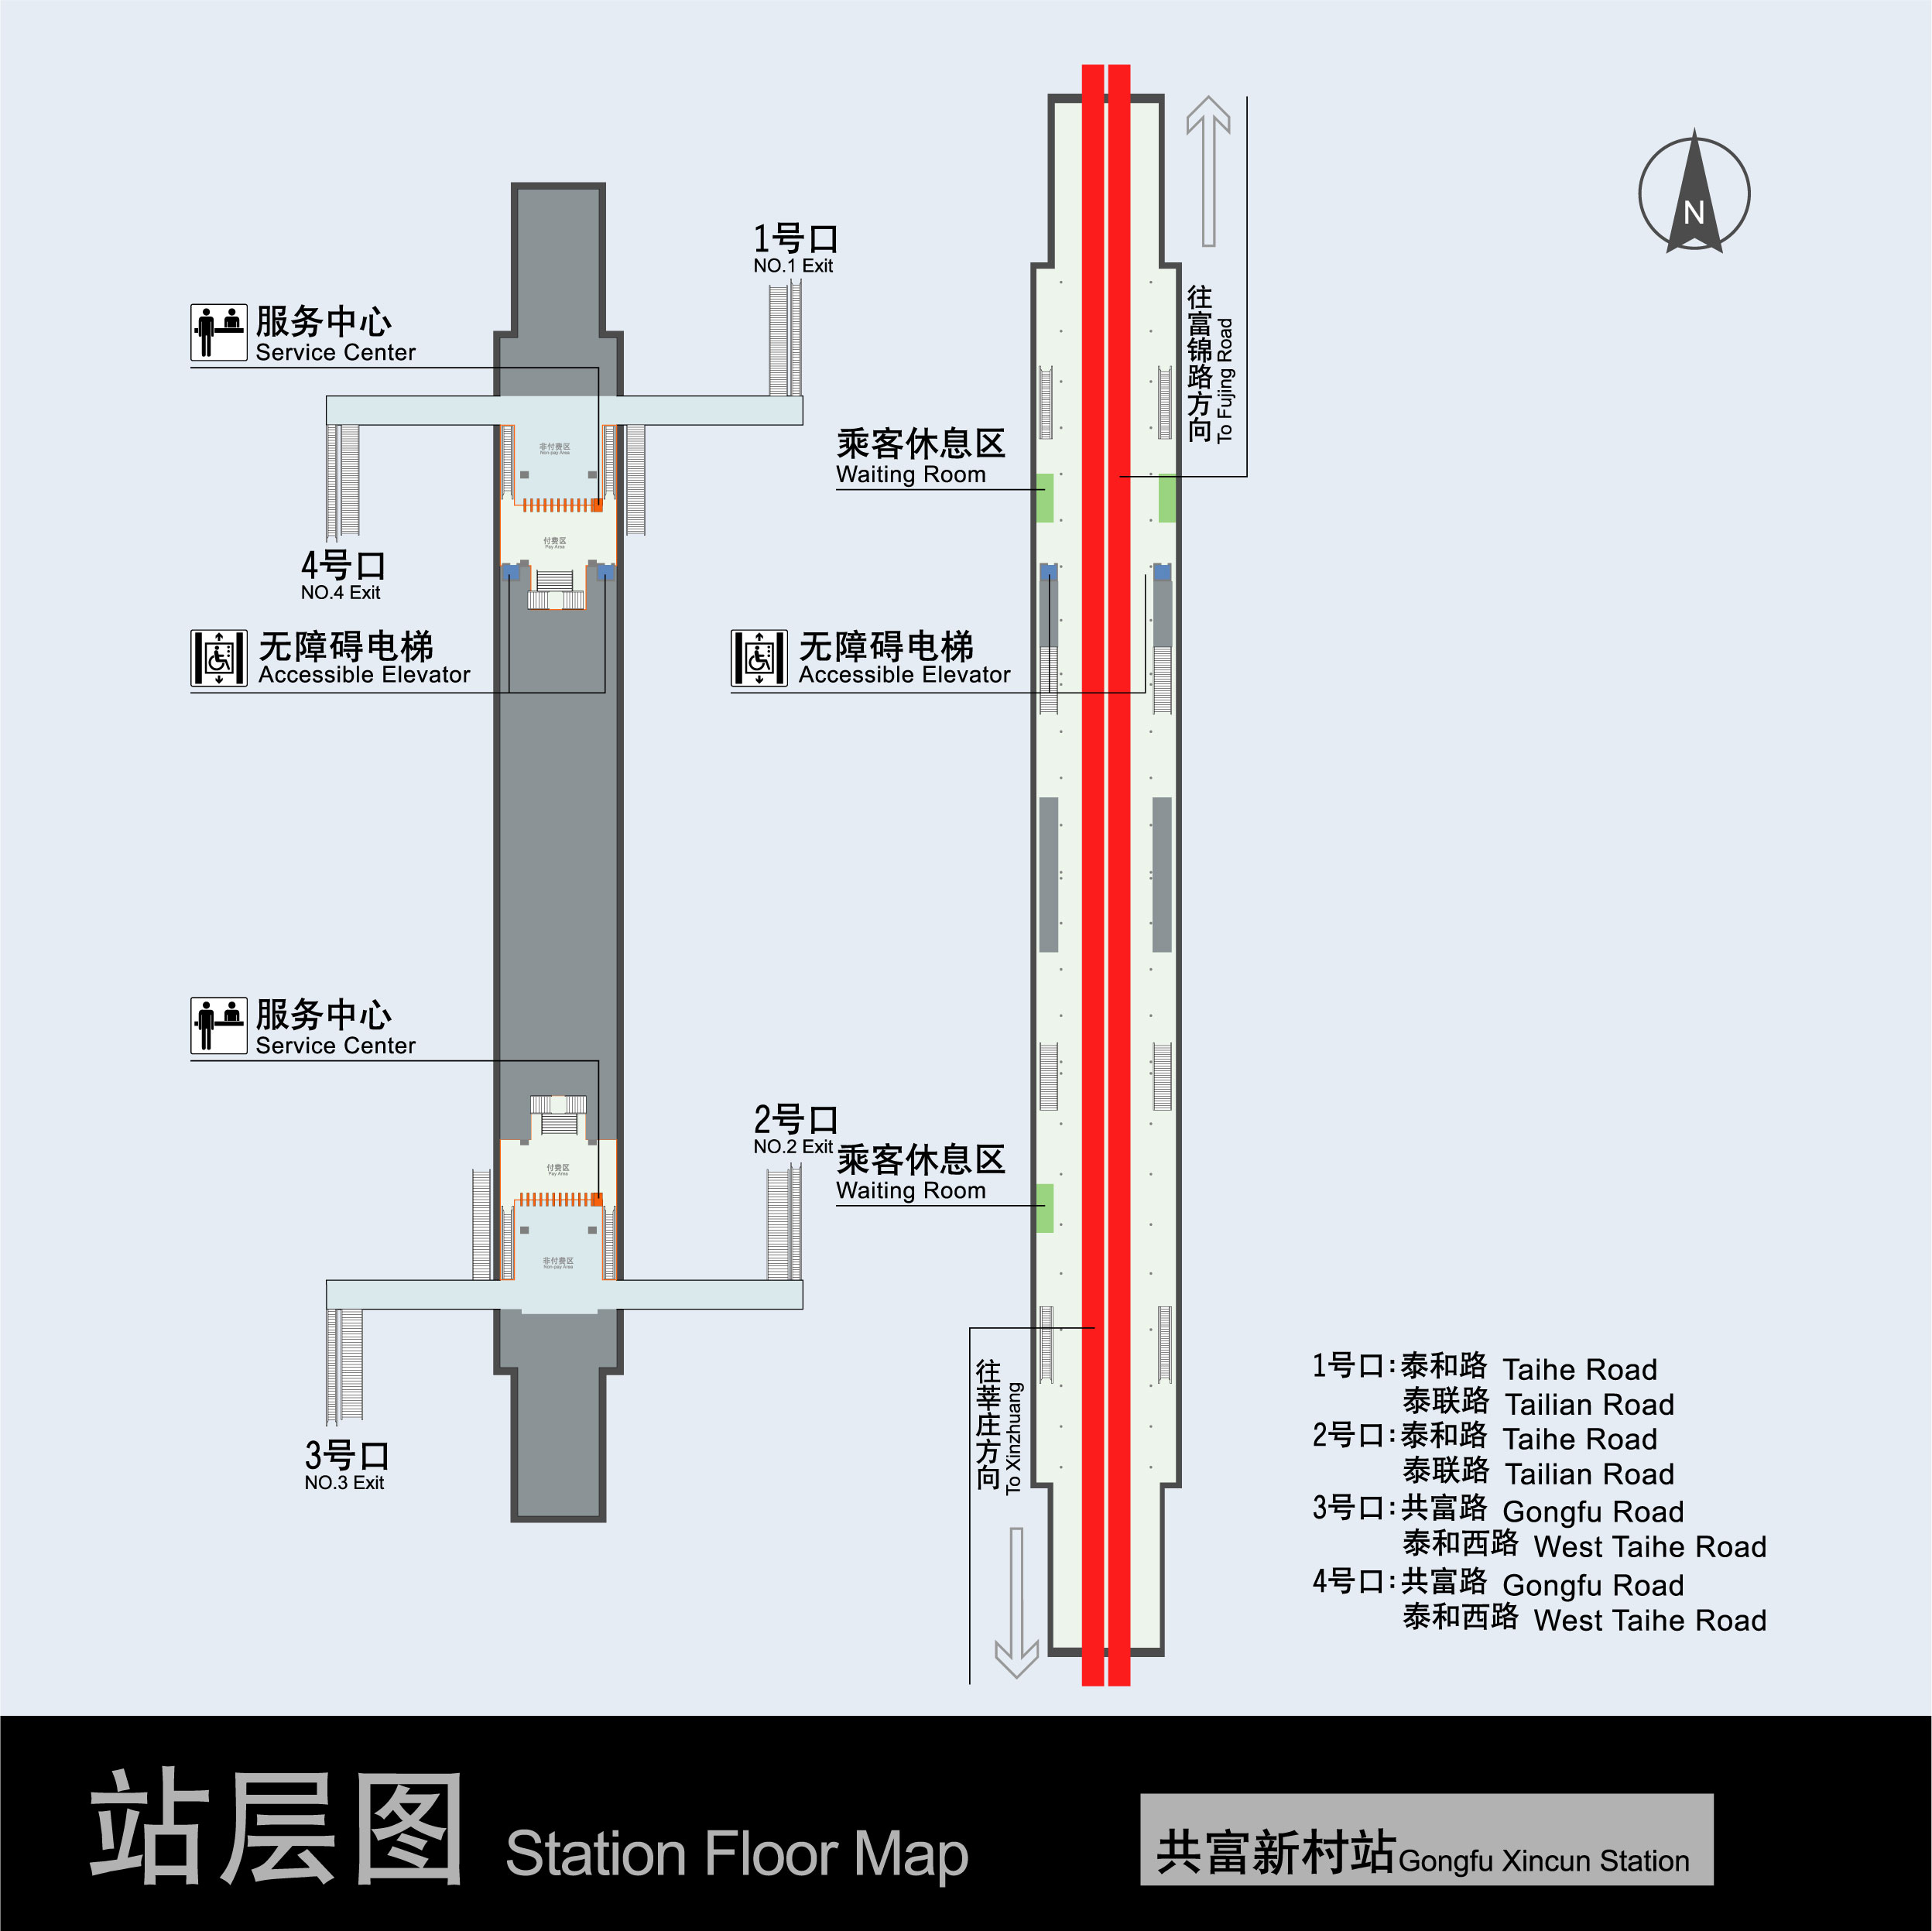 1号口
NO.1 Exit
N
服务中心
Service Center
往富锦路方向
To Fujing Road
非付费区
Non-pay Area
乘客休息区
Waiting Room
付费区
Pay Area
4号口
NO.4 Exit
无障碍电梯
Accessible Elevator
无障碍电梯
Accessible Elevator
服务中心
Service Center
2号口
NO.2 Exit
乘客休息区
Waiting Room
付费区
Pay Area
非付费区
Non-pay Area
往莘庄方向
To Xinzhuang
3号口
NO.3 Exit
1号口:泰和路 Taihe Road
泰联路 Tailian Road
2号口:泰和路 Taihe Road
泰联路 Tailian Road
3号口:共富路 Gongfu Road
泰和西路 West Taihe Road
4号口:共富路 Gongfu Road
泰和西路 West Taihe Road
站层图 Station Floor Map
共富新村站 Gongfu Xincun Station